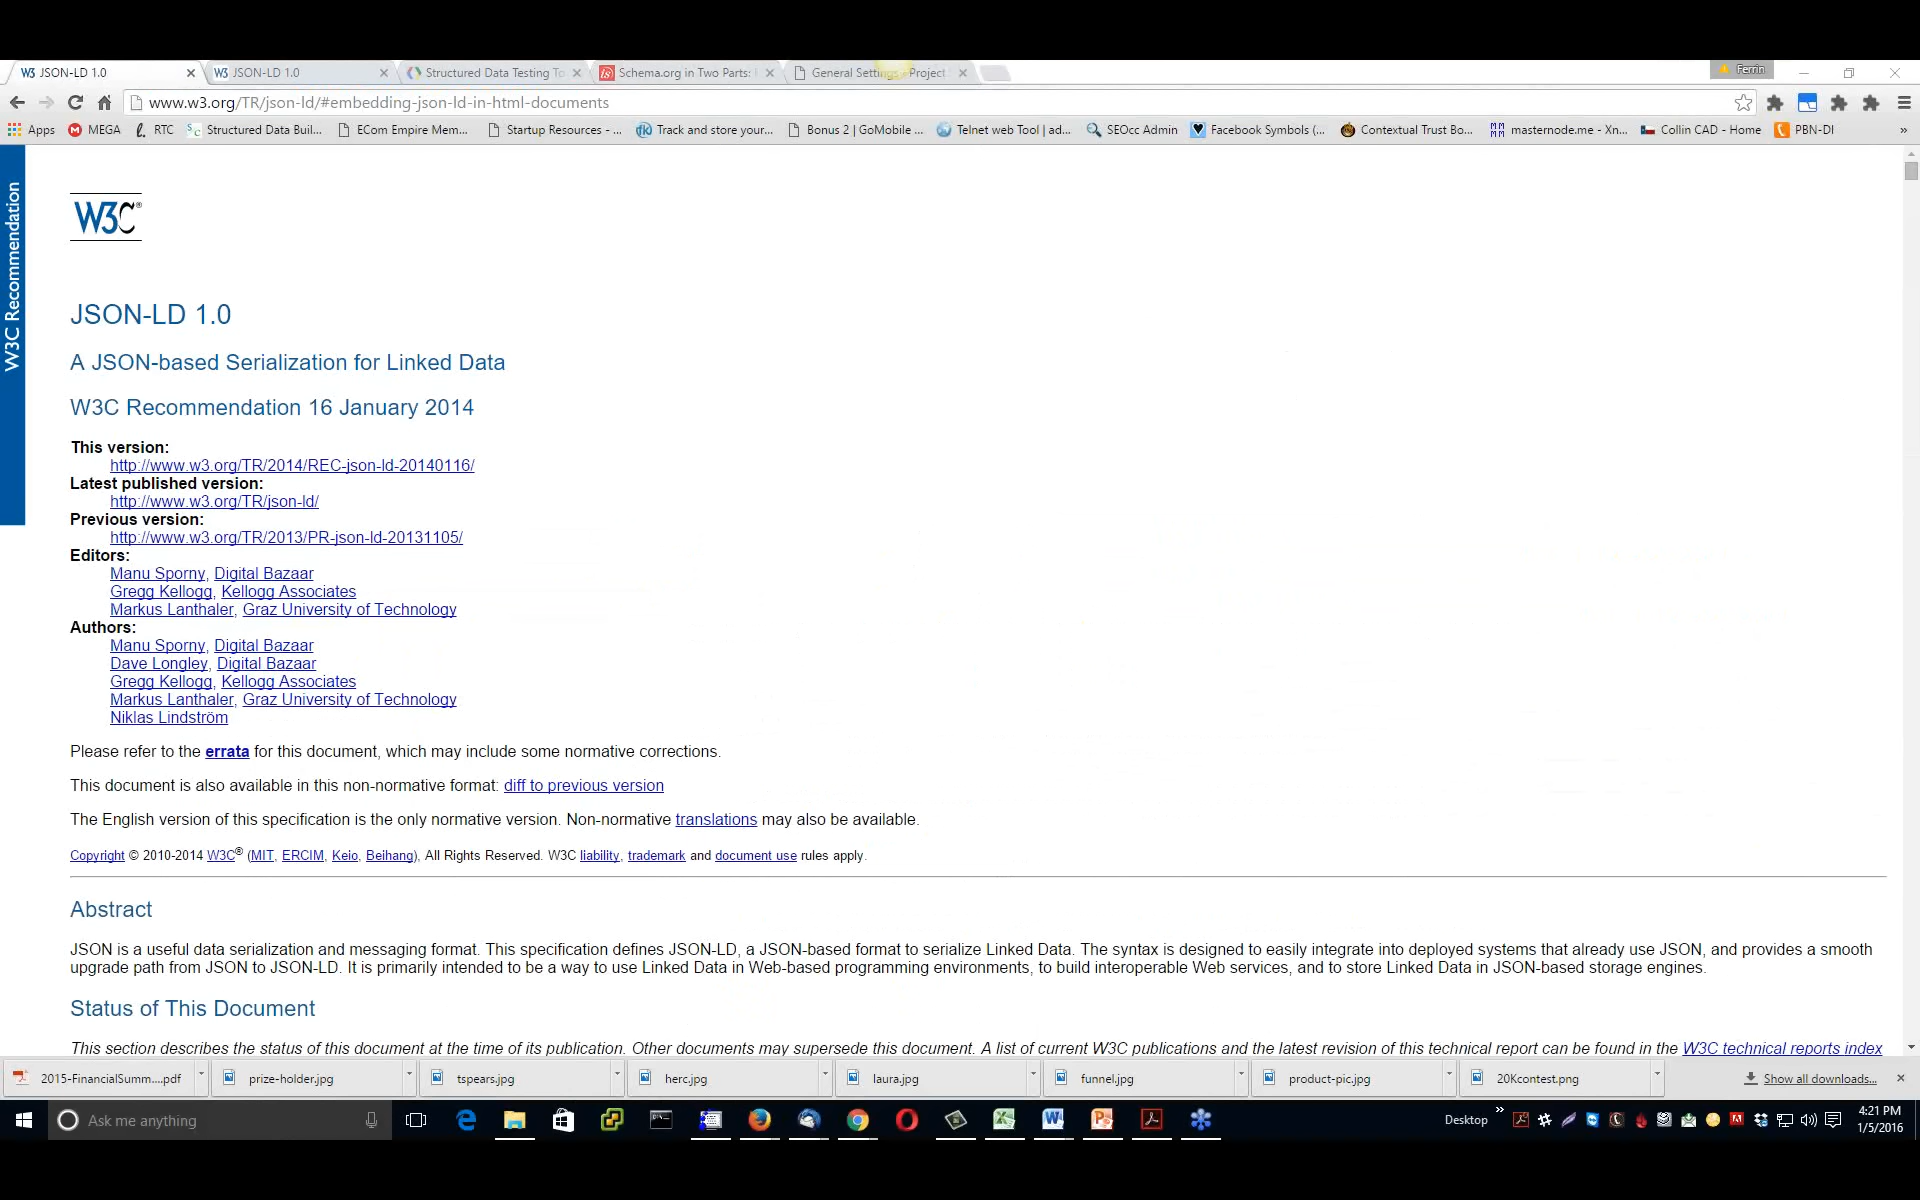 JSON-LD 1.0
JSON-LD 1.0
Structured Data Testing To
Schema.org in Two Parts:
General Settings Project
Ferrin
www.w3.org/TR/json-ld/#embedding-json-ld-in-html-documents
Apps
MEGA
RTC
Structured Data Buil...
ECom Empire Mem...
Startup Resources - ...
Track and store your...
Bonus 2 | GoMobile ...
Telnet web Tool | ad...
SEOcc Admin
Facebook Symbols (...
Contextual Trust Bo...
masternode.me - Xn...
Collin CAD - Home
PBN-DI
»
W3C Recommendation
W3C®
JSON-LD 1.0
A JSON-based Serialization for Linked Data
W3C Recommendation 16 January 2014
This version:
http://www.w3.org/TR/2014/REC-json-ld-20140116/
Latest published version:
http://www.w3.org/TR/json-ld/
Previous version:
http://www.w3.org/TR/2013/PR-json-ld-20131105/
Editors:
Manu Sporny, Digital Bazaar
Gregg Kellogg, Kellogg Associates
Markus Lanthaler, Graz University of Technology
Authors:
Manu Sporny, Digital Bazaar
Dave Longley, Digital Bazaar
Gregg Kellogg, Kellogg Associates
Markus Lanthaler, Graz University of Technology
Niklas Lindström
Please refer to the errata for this document, which may include some normative corrections.
This document is also available in this non-normative format: diff to previous version
The English version of this specification is the only normative version. Non-normative translations may also be available.
Copyright © 2010-2014 W3C® (MIT, ERCIM, Keio, Beihang), All Rights Reserved. W3C liability, trademark and document use rules apply.
Abstract
JSON is a useful data serialization and messaging format. This specification defines JSON-LD, a JSON-based format to serialize Linked Data. The syntax is designed to easily integrate into deployed systems that already use JSON, and provides a smooth
upgrade path from JSON to JSON-LD. It is primarily intended to be a way to use Linked Data in Web-based programming environments, to build interoperable Web services, and to store Linked Data in JSON-based storage engines.
Status of This Document
This section describes the status of this document at the time of its publication. Other documents may supersede this document. A list of current W3C publications and the latest revision of this technical report can be found in the W3C technical reports index
2015-FinancialSumm....pdf
prize-holder.jpg
tspears.jpg
herc.jpg
laura.jpg
funnel.jpg
product-pic.jpg
20Kcontest.png
Show all downloads...
Ask me anything
Desktop
»
4:21 PM
1/5/2016